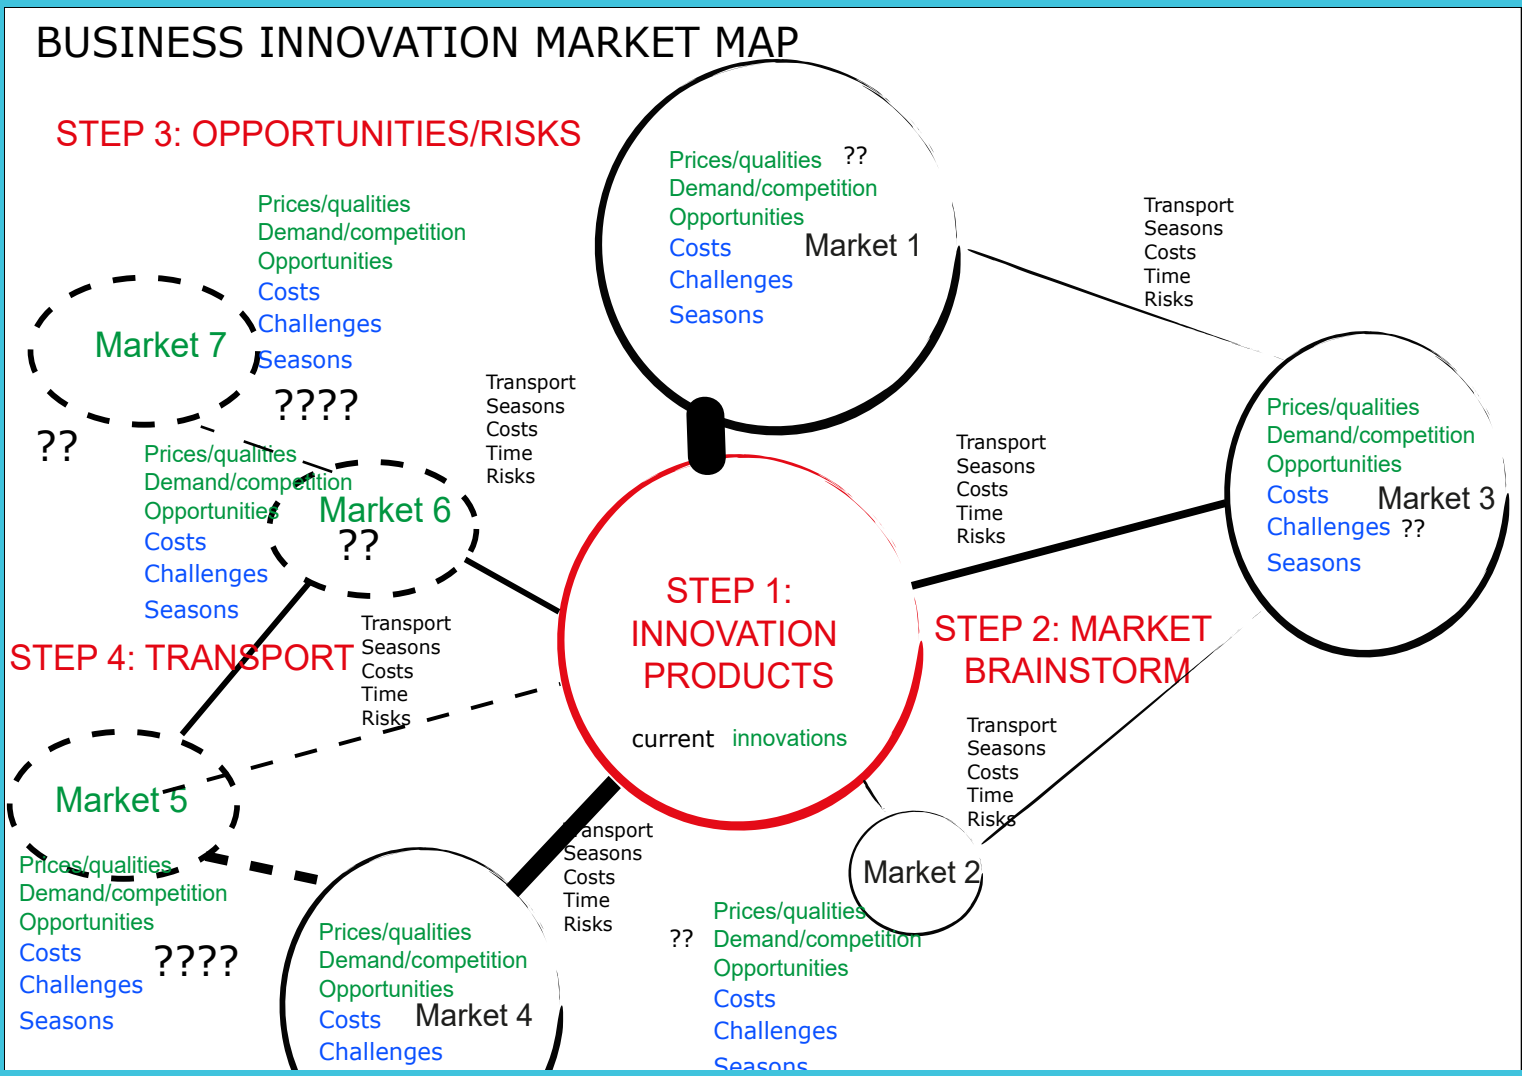 BUSINESS INNOVATION MARKET MAP
STEP 3: OPPORTUNITIES/RISKS
Prices/qualities ??
Demand/competition
Opportunities
Costs
Market 1
Challenges
Seasons
Transport
Seasons
Costs
Time
Risks
Prices/qualities
Demand/competition
Opportunities
Costs
Challenges
Seasons
Market 7
????
??
Transport
Seasons
Costs
Time
Risks
Prices/qualities
Demand/competition
Opportunities
Costs
Challenges
Seasons
Market 6
??
Transport
Seasons
Costs
Time
Risks
Prices/qualities
Demand/competition
Opportunities
Costs
Market 3
Challenges ??
Seasons
STEP 1:
INNOVATION
PRODUCTS
current innovations
STEP 2: MARKET
BRAINSTORM
STEP 4: TRANSPORT
Transport
Seasons
Costs
Time
Risks
Transport
Seasons
Costs
Time
Risks
Market 5
Prices/qualities
Demand/competition
Opportunities
Costs
Challenges
Seasons
????
Transport
Seasons
Costs
Time
Risks
Market 2
Prices/qualities
?? Demand/competition
Opportunities
Costs
Challenges
Seasons
Prices/qualities
Demand/competition
Opportunities
Costs
Market 4
Challenges